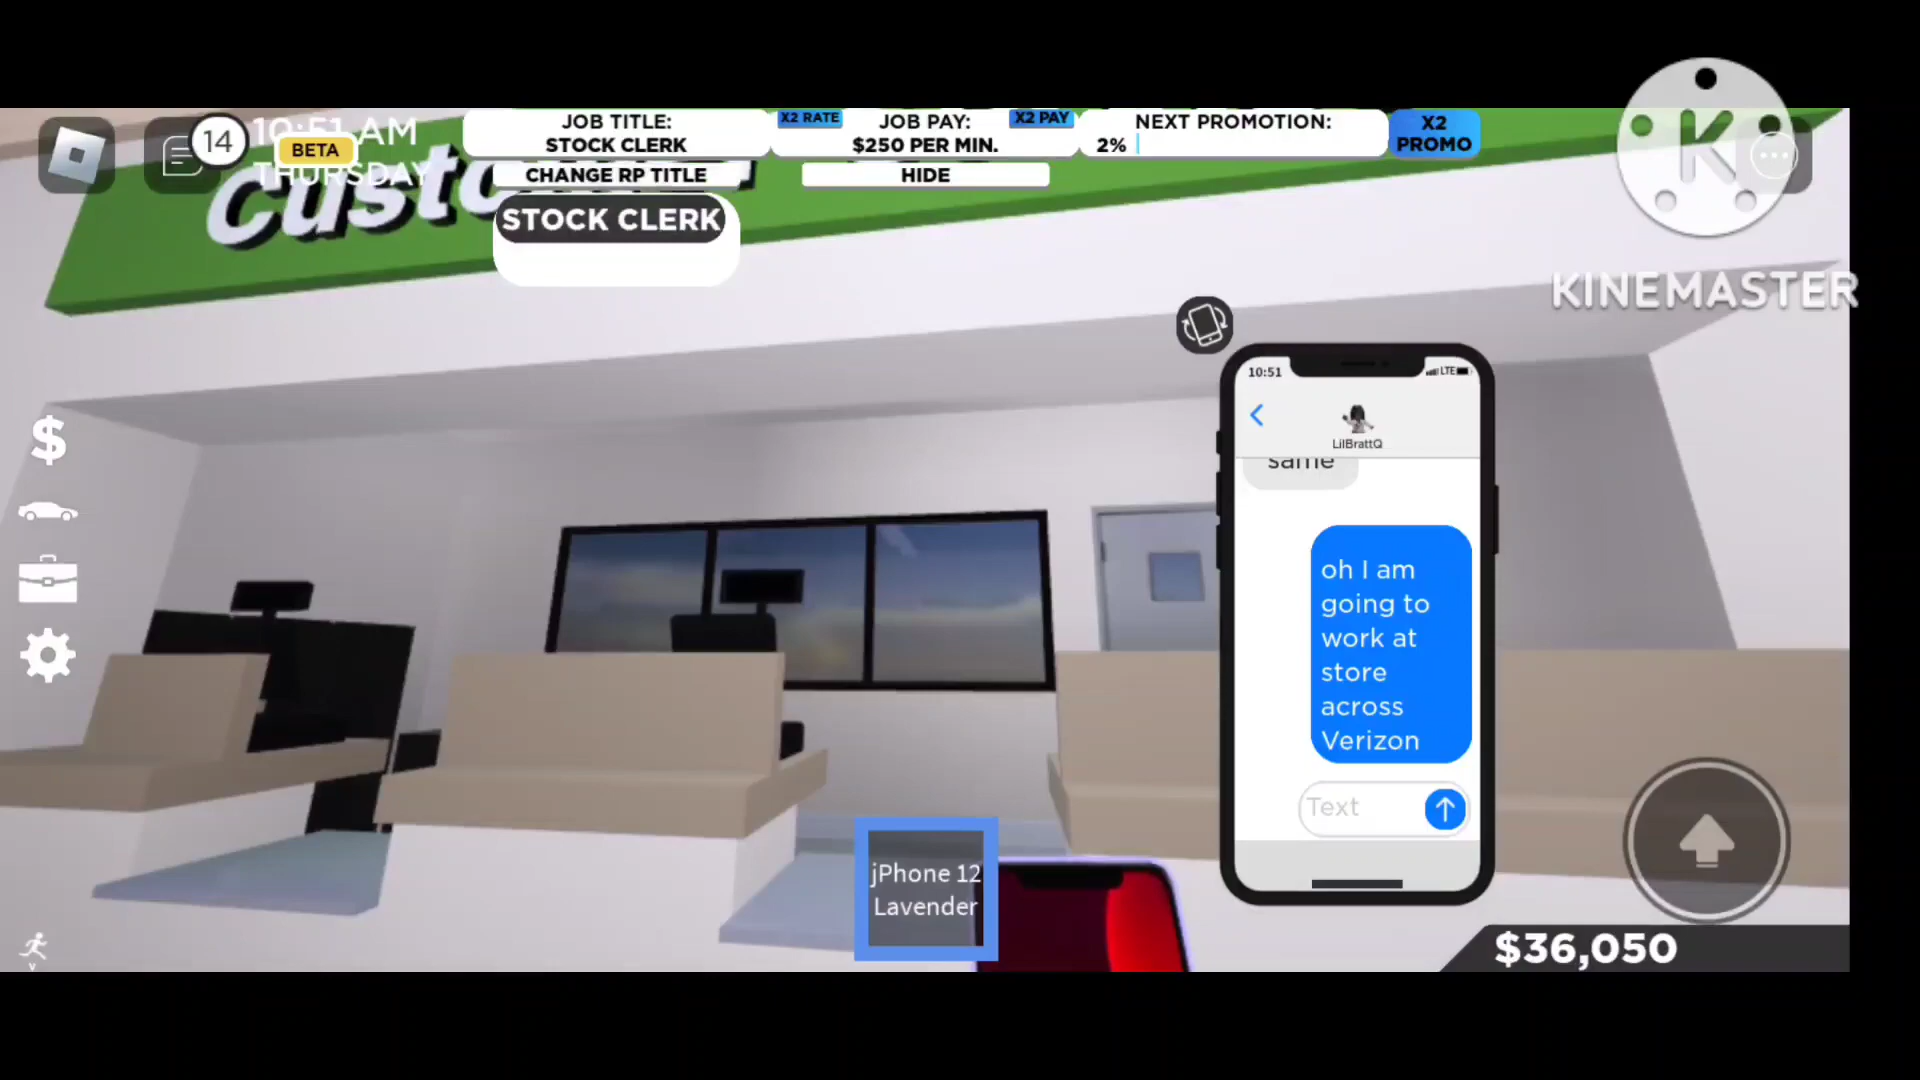 14
10:51 AM
BETA
THURSDAY
JOB TITLE:
STOCK CLERK
X2 RATE
JOB PAY:
$250 PER MIN.
X2 PAY
NEXT PROMOTION:
2%
X2
PROMO
CHANGE RP TITLE
HIDE
STOCK CLERK
Custo
K
KINEMASTER
$
10:51
LTE
LilBrattQ
same
oh I am
going to
work at
store
across
Verizon
Text
jPhone 12
Lavender
V
$36,050